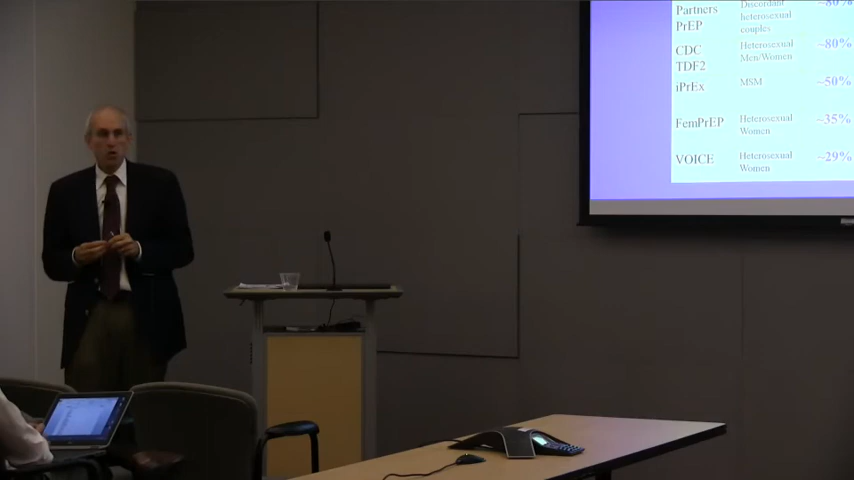 Partners Discordant ~80%
PrEP heterosexual
couples
CDC Heterosexual ~80%
TDF2 Men/Women
iPrEx MSM ~50%
FemPrEP Heterosexual ~35%
Women
VOICE Heterosexual ~29%
Women